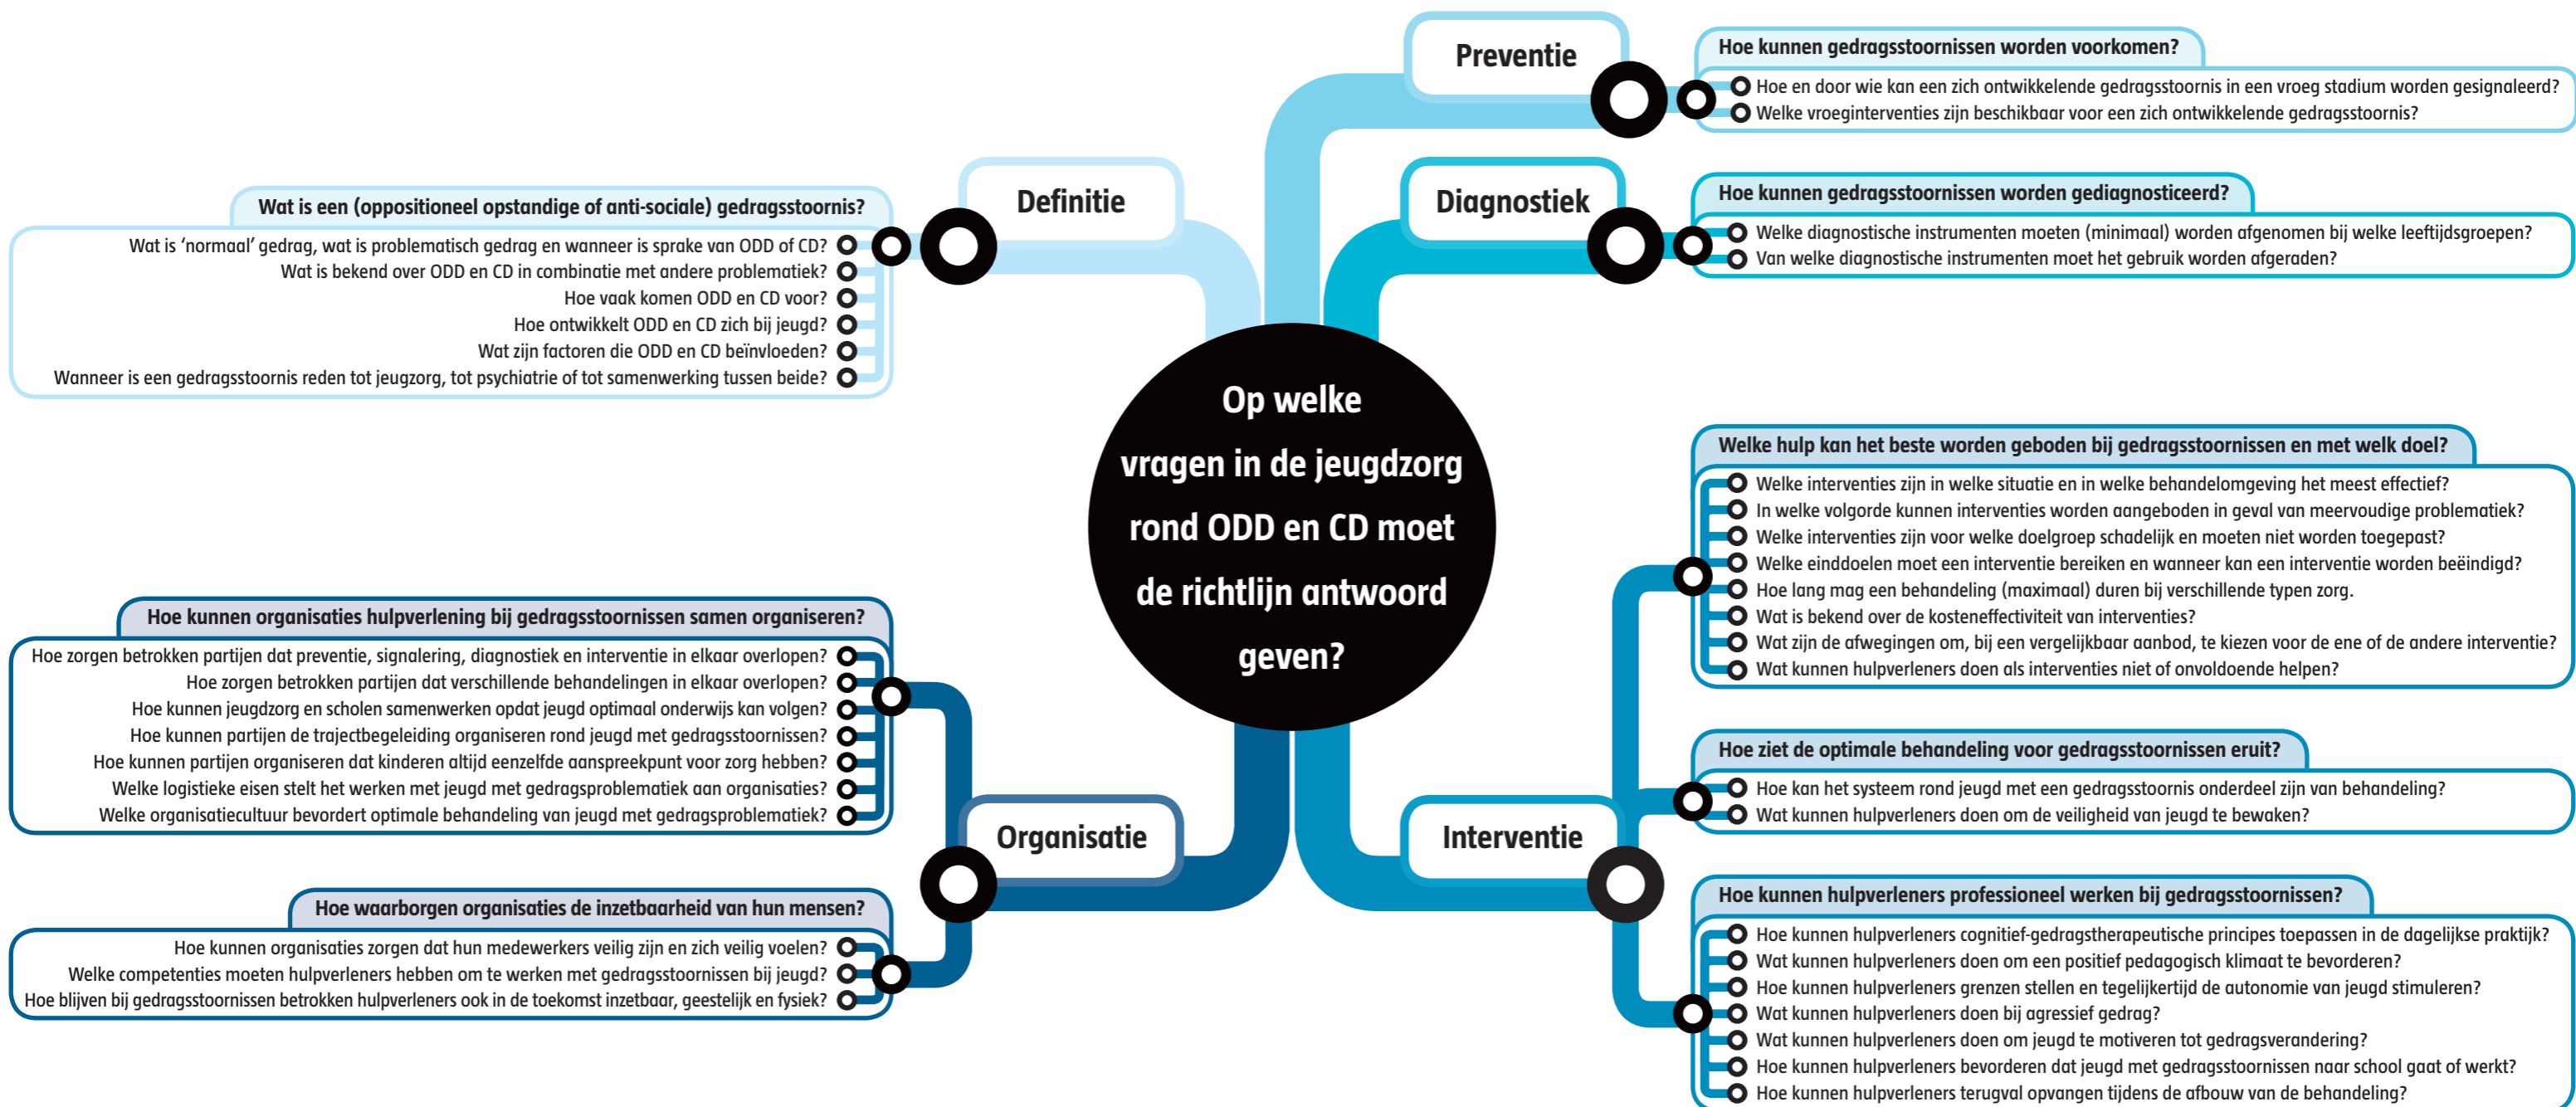 Op welke
vragen in de jeugdzorg
rond ODD en CD moet
de richtlijn antwoord
geven?
Definitie
Wat is een (oppositioneel opstandige of anti-sociale) gedragsstoornis?
Wat is ‘normaal’ gedrag, wat is problematisch gedrag en wanneer is sprake van ODD of CD?
Wat is bekend over ODD en CD in combinatie met andere problematiek?
Hoe vaak komen ODD en CD voor?
Hoe ontwikkelt ODD en CD zich bij jeugd?
Wat zijn factoren die ODD en CD beïnvloeden?
Wanneer is een gedragsstoornis reden tot jeugzorg, tot psychiatrie of tot samenwerking tussen beide?
Preventie
Hoe kunnen gedragsstoornissen worden voorkomen?
Hoe en door wie kan een zich ontwikkelende gedragsstoornis in een vroeg stadium worden gesignaleerd?
Welke vroeginterventies zijn beschikbaar voor een zich ontwikkelende gedragsstoornis?
Diagnostiek
Hoe kunnen gedragsstoornissen worden gediagnosticeerd?
Welke diagnostische instrumenten moeten (minimaal) worden afgenomen bij welke leeftijdsgroepen?
Van welke diagnostische instrumenten moet het gebruik worden afgeraden?
Interventie
Welke hulp kan het beste worden geboden bij gedragsstoornissen en met welk doel?
Welke interventies zijn in welke situatie en in welke behandelomgeving het meest effectief?
In welke volgorde kunnen interventies worden aangeboden in geval van meervoudige problematiek?
Welke interventies zijn voor welke doelgroep schadelijk en moeten niet worden toegepast?
Welke einddoelen moet een interventie bereiken en wanneer kan een interventie worden beëindigd?
Hoe lang mag een behandeling (maximaal) duren bij verschillende typen zorg.
Wat is bekend over de kosteneffectiviteit van interventies?
Wat zijn de afwegingen om, bij een vergelijkbaar aanbod, te kiezen voor de ene of de andere interventie?
Wat kunnen hulpverleners doen als interventies niet of onvoldoende helpen?
Hoe ziet de optimale behandeling voor gedragsstoornissen eruit?
Hoe kan het systeem rond jeugd met een gedragsstoornis onderdeel zijn van behandeling?
Wat kunnen hulpverleners doen om de veiligheid van jeugd te bewaken?
Hoe kunnen hulpverleners professioneel werken bij gedragsstoornissen?
Hoe kunnen hulpverleners cognitief-gedragstherapeutische principes toepassen in de dagelijkse praktijk?
Wat kunnen hulpverleners doen om een positief pedagogisch klimaat te bevorderen?
Hoe kunnen hulpverleners grenzen stellen en tegelijkertijd de autonomie van jeugd stimuleren?
Wat kunnen hulpverleners doen bij agressief gedrag?
Wat kunnen hulpverleners doen om jeugd te motiveren tot gedragsverandering?
Hoe kunnen hulpverleners bevorderen dat jeugd met gedragsstoornissen naar school gaat of werkt?
Hoe kunnen hulpverleners terugval opvangen tijdens de afbouw van de behandeling?
Organisatie
Hoe kunnen organisaties hulpverlening bij gedragsstoornissen samen organiseren?
Hoe zorgen betrokken partijen dat preventie, signalering, diagnostiek en interventie in elkaar overlopen?
Hoe zorgen betrokken partijen dat verschillende behandelingen in elkaar overlopen?
Hoe kunnen jeugdzorg en scholen samenwerken opdat jeugd optimaal onderwijs kan volgen?
Hoe kunnen partijen de trajectbegeleiding organiseren rond jeugd met gedragsstoornissen?
Hoe kunnen partijen organiseren dat kinderen altijd eenzelfde aanspreekpunt voor zorg hebben?
Welke logistieke eisen stelt het werken met jeugd met gedragsproblematiek aan organisaties?
Welke organisatiecultuur bevordert optimale behandeling van jeugd met gedragsproblematiek?
Hoe waarborgen organisaties de inzetbaarheid van hun mensen?
Hoe kunnen organisaties zorgen dat hun medewerkers veilig zijn en zich veilig voelen?
Welke competenties moeten hulpverleners hebben om te werken met gedragsstoornissen bij jeugd?
Hoe blijven bij gedragsstoornissen betrokken hulpverleners ook in de toekomst inzetbaar, geestelijk en fysiek?